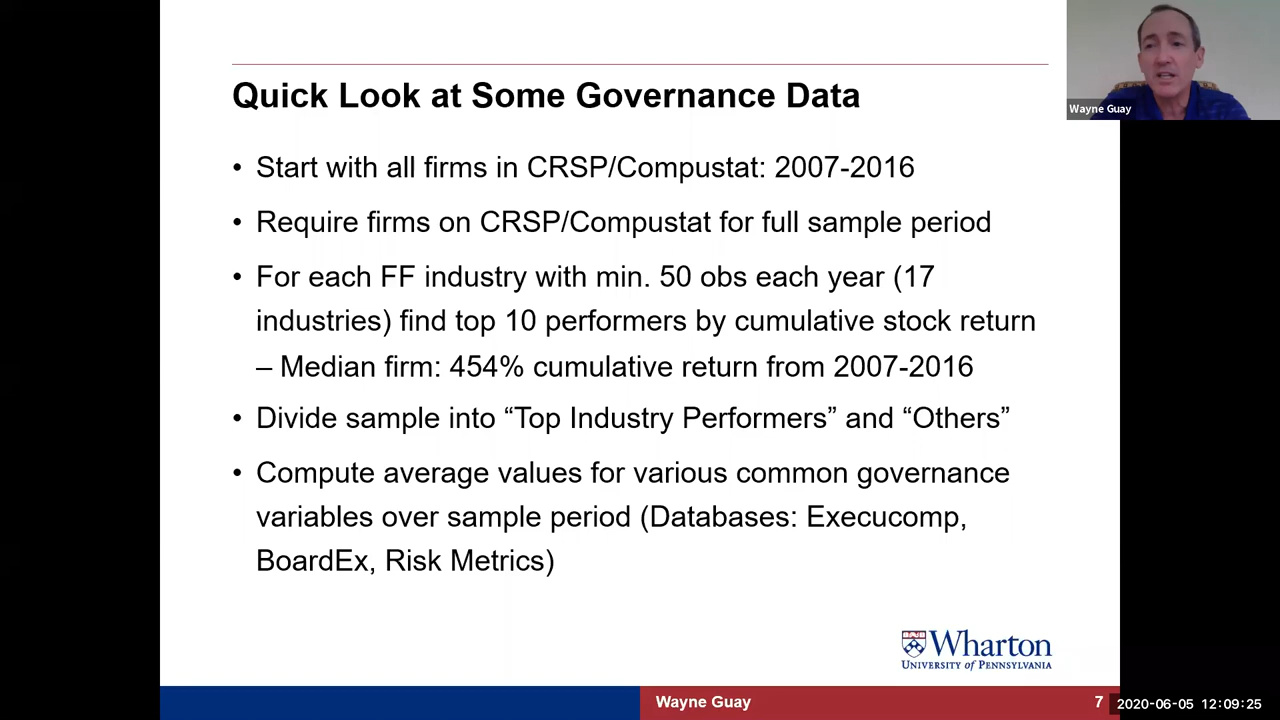 Quick Look at Some Governance Data
• Start with all firms in CRSP/Compustat: 2007-2016
• Require firms on CRSP/Compustat for full sample period
• For each FF industry with min. 50 obs each year (17
industries) find top 10 performers by cumulative stock return
– Median firm: 454% cumulative return from 2007-2016
• Divide sample into “Top Industry Performers” and “Others”
• Compute average values for various common governance
variables over sample period (Databases: Execucomp,
BoardEx, Risk Metrics)
Wayne Guay
Wharton
UNIVERSITY of PENNSYLVANIA
Wayne Guay
7
2020-06-05 12:09:25